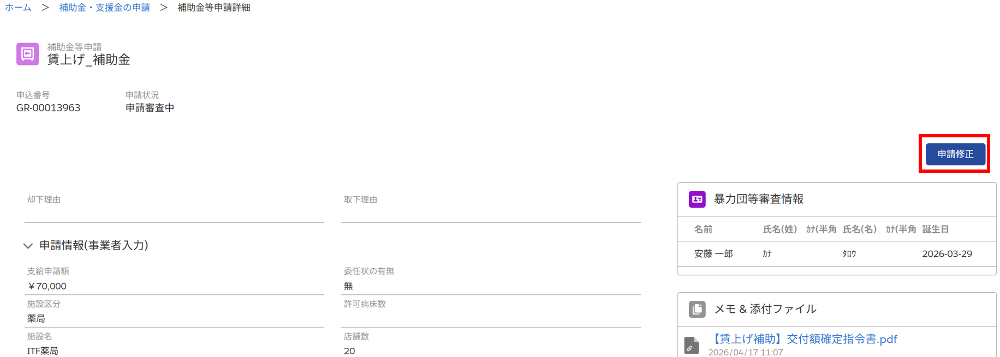 ホーム > 補助金・支援金の申請 > 補助金等申請詳細
補助金等申請
賃上げ_補助金
申込番号 申請状況
GR-00013963 申請審査中
申請修正
却下理由 取下理由
申請情報(事業者入力)
支給申請額 委任状の有無
￥70,000 無
施設区分 許可病床数
薬局
施設名 店舗数
ITF薬局 20
暴力団等審査情報
名前 氏名(姓) ｶﾅ(半角 氏名(名) ｶﾅ(半角 誕生日
安藤 一郎 ｶﾅ ﾀﾛｳ 2026-03-29
メモ & 添付ファイル
【賃上げ補助】交付額確定指令書.pdf
2026/04/17 11:07